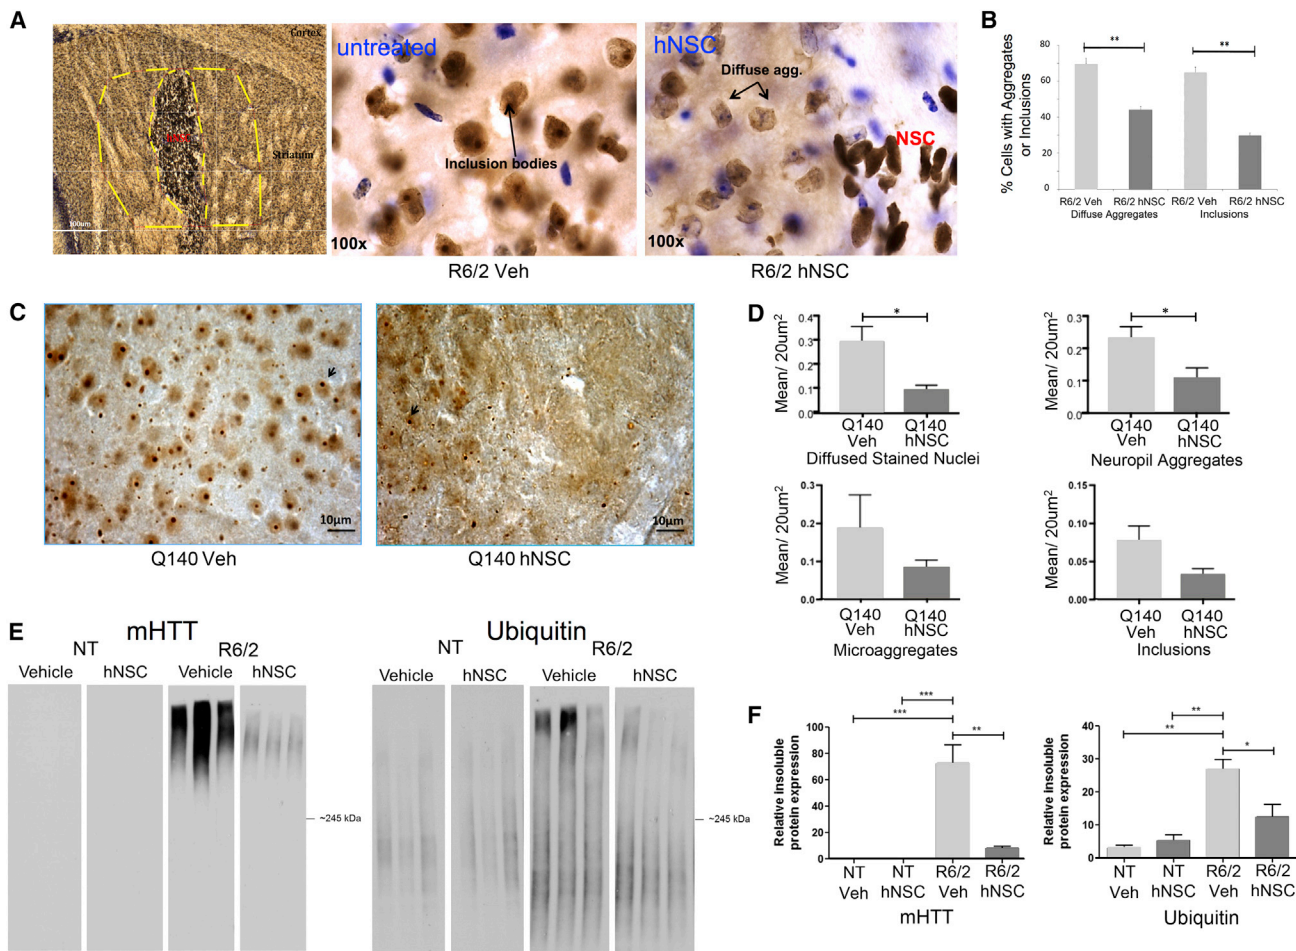 A
Cortex
NSC
Striatum
untreated
Inclusion bodies
100x
R6/2 Veh
hNSC
Diffuse agg.
NSC
100x
R6/2 hNSC
B
% Cells with Aggregates
or Inclusions
80
60
40
20
0
**
**
R6/2 Veh R6/2 hNSC R6/2 Veh R6/2 hNSC
Diffuse Aggregates Inclusions
C
10μm
Q140 Veh
10μm
Q140 hNSC
D
Mean/ 20um²
0.4
0.3
0.2
0.1
0.0
*
Q140 Q140
Veh hNSC
Diffused Stained Nuclei
Mean/ 20um²
0.3
0.2
0.1
0.0
*
Q140 Q140
Veh hNSC
Neuropil Aggregates
Mean/ 20um²
0.3
0.2
0.1
0.0
Q140 Q140
Veh hNSC
Microaggregates
Mean/ 20um²
0.15
0.10
0.05
0.00
Q140 Q140
Veh hNSC
Inclusions
E
mHTT
NT R6/2
Vehicle hNSC Vehicle hNSC
~245 kDa
Ubiquitin
NT R6/2
Vehicle hNSC Vehicle hNSC
~245 kDa
F
Relative insoluble
protein expression
100
80
60
40
20
0
***
***
**
NT NT R6/2 R6/2
Veh hNSC Veh hNSC
mHTT
Relative insoluble
protein expression
40
30
20
10
0
**
**
*
NT NT R6/2 R6/2
Veh hNSC Veh hNSC
Ubiquitin